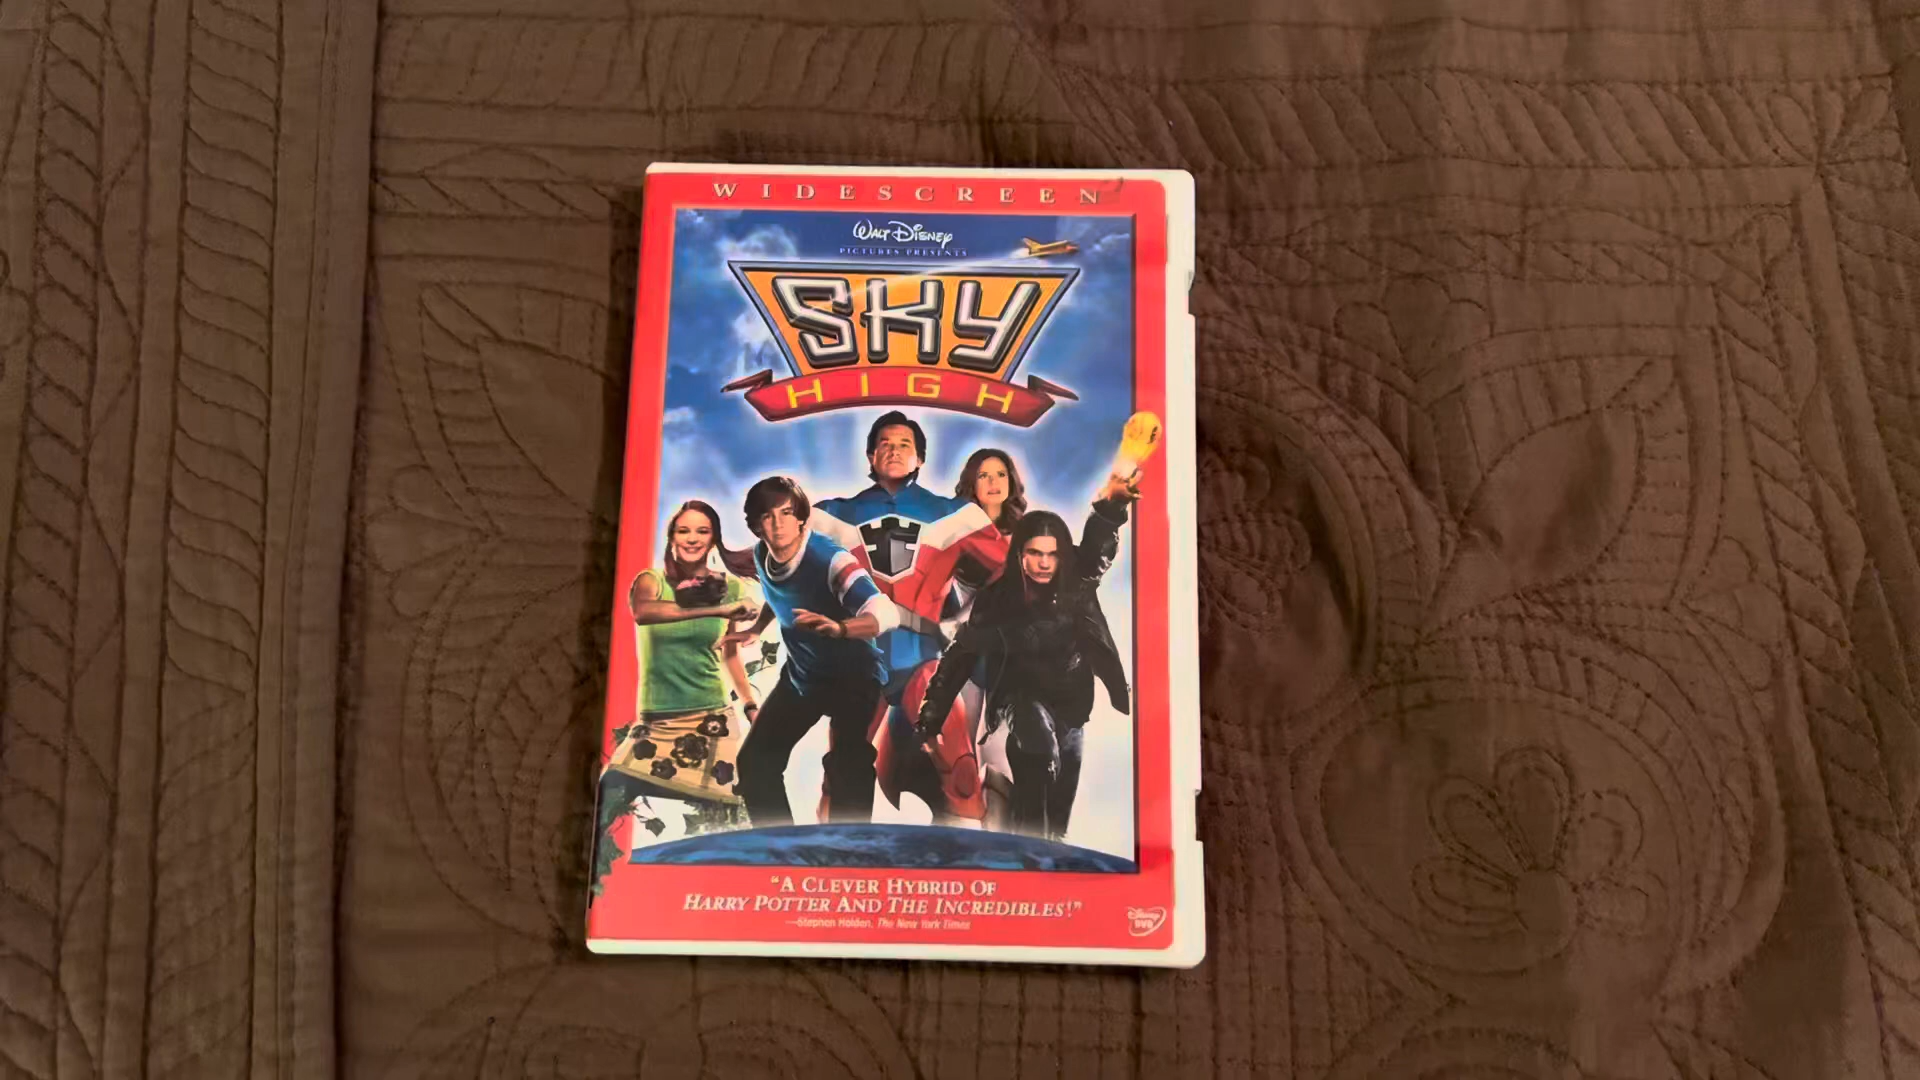 WIDESCREEN
WALT DISNEY
PICTURES PRESENTS
SKY
HIGH
"A CLEVER HYBRID OF
HARRY POTTER AND THE INCREDIBLES!"
—Stephen Holden, The New York Times
Disney
DVD